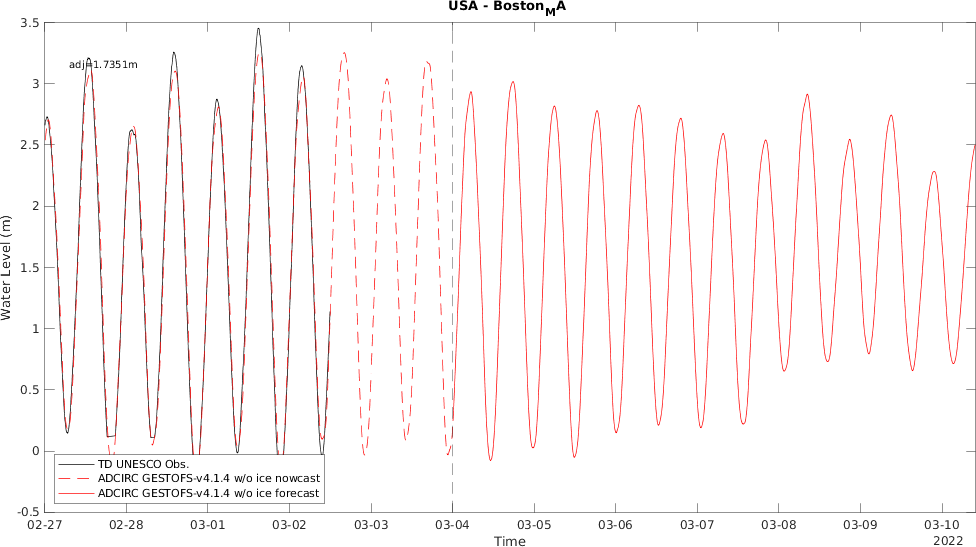 USA - Boston_MA
3.5
3
2.5
2
1.5
1
0.5
0
-0.5
Water Level (m)
adj=1.7351m
TD UNESCO Obs.
ADCIRC GESTOFS-v4.1.4 w/o ice nowcast
ADCIRC GESTOFS-v4.1.4 w/o ice forecast
02-27 02-28 03-01 03-02 03-03 03-04 03-05 03-06 03-07 03-08 03-09 03-10
Time
2022